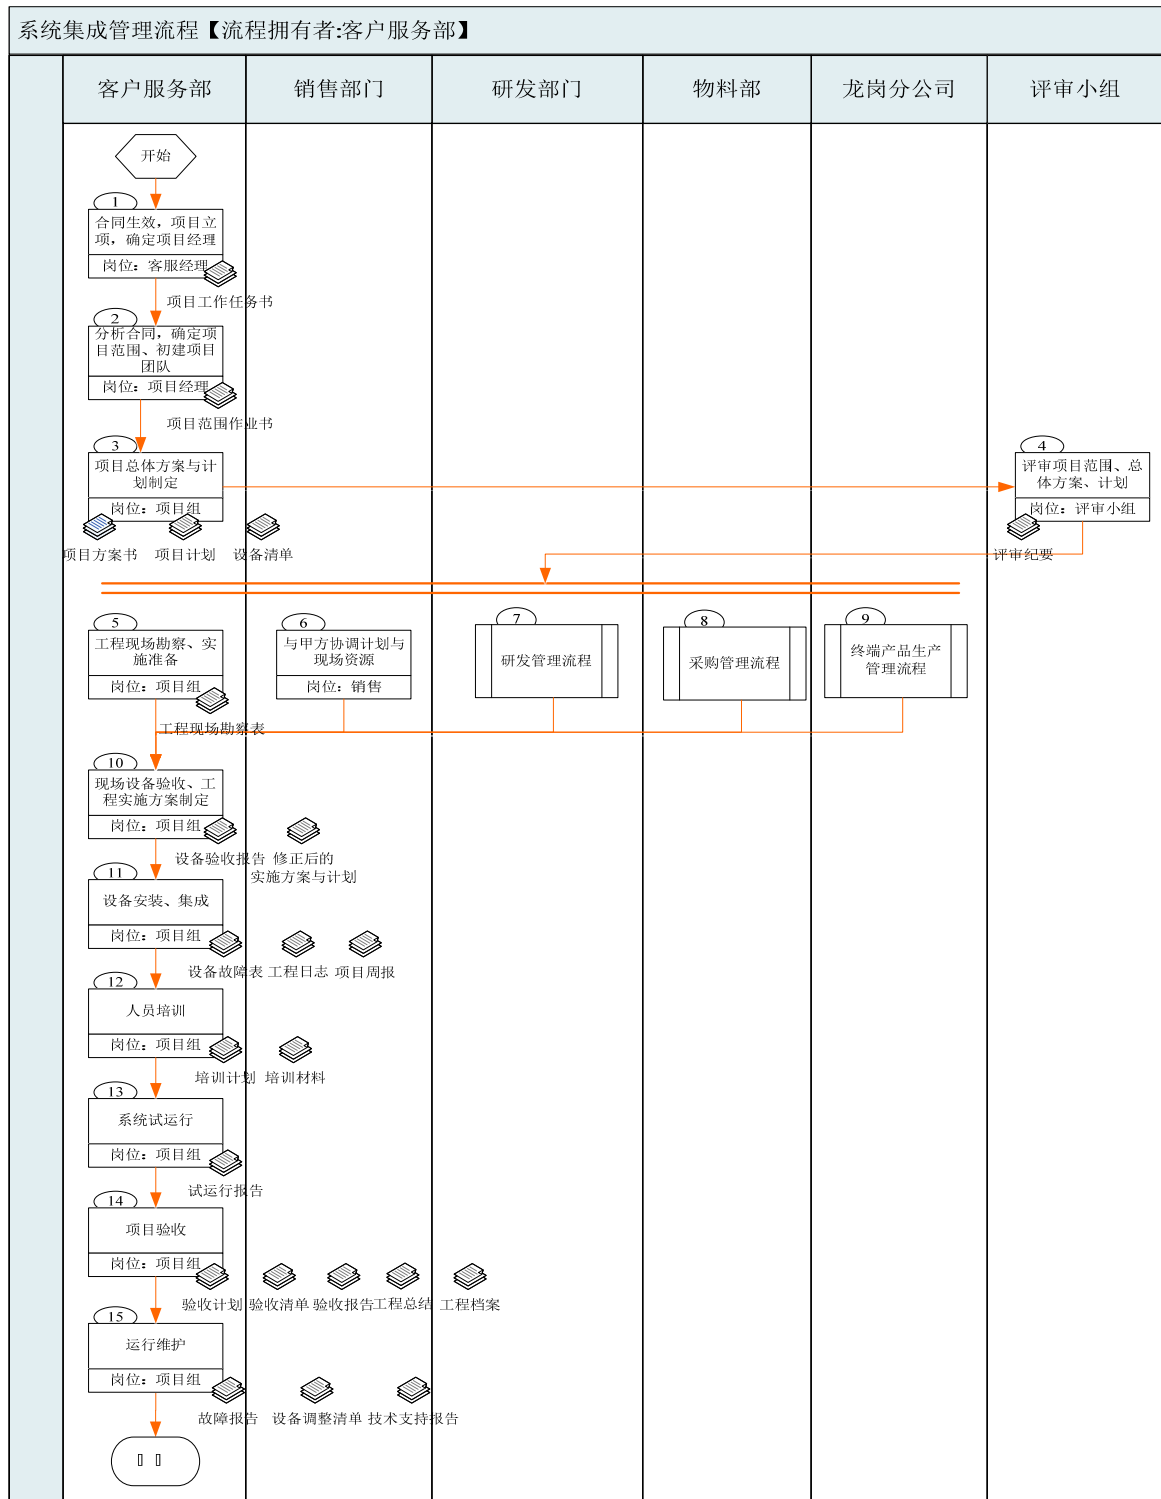 系统集成管理流程【流程拥有者:客户服务部】
客户服务部
销售部门
研发部门
物料部
龙岗分公司
评审小组
开始
1
合同生效，项目立
项，确定项目经理
岗位：客服经理
项目工作任务书
2
分析合同，确定项
目范围、初建项目
团队
岗位：项目经理
项目范围作业书
3
项目总体方案与计
划制定
岗位：项目组
项目方案书
项目计划
设备清单
4
评审项目范围、总
体方案、计划
岗位：评审小组
评审纪要
5
工程现场勘察、实
施准备
岗位：项目组
工程现场勘察表
6
与甲方协调计划与
现场资源
岗位：销售
7
研发管理流程
8
采购管理流程
9
终端产品生产
管理流程
10
现场设备验收、工
程实施方案制定
岗位：项目组
设备验收报告
修正后的
实施方案与计划
11
设备安装、集成
岗位：项目组
设备故障表
工程日志
项目周报
12
人员培训
岗位：项目组
培训计划
培训材料
13
系统试运行
岗位：项目组
试运行报告
14
项目验收
岗位：项目组
验收计划
验收清单
验收报告
工程总结
工程档案
15
运行维护
岗位：项目组
故障报告
设备调整清单
技术支持报告